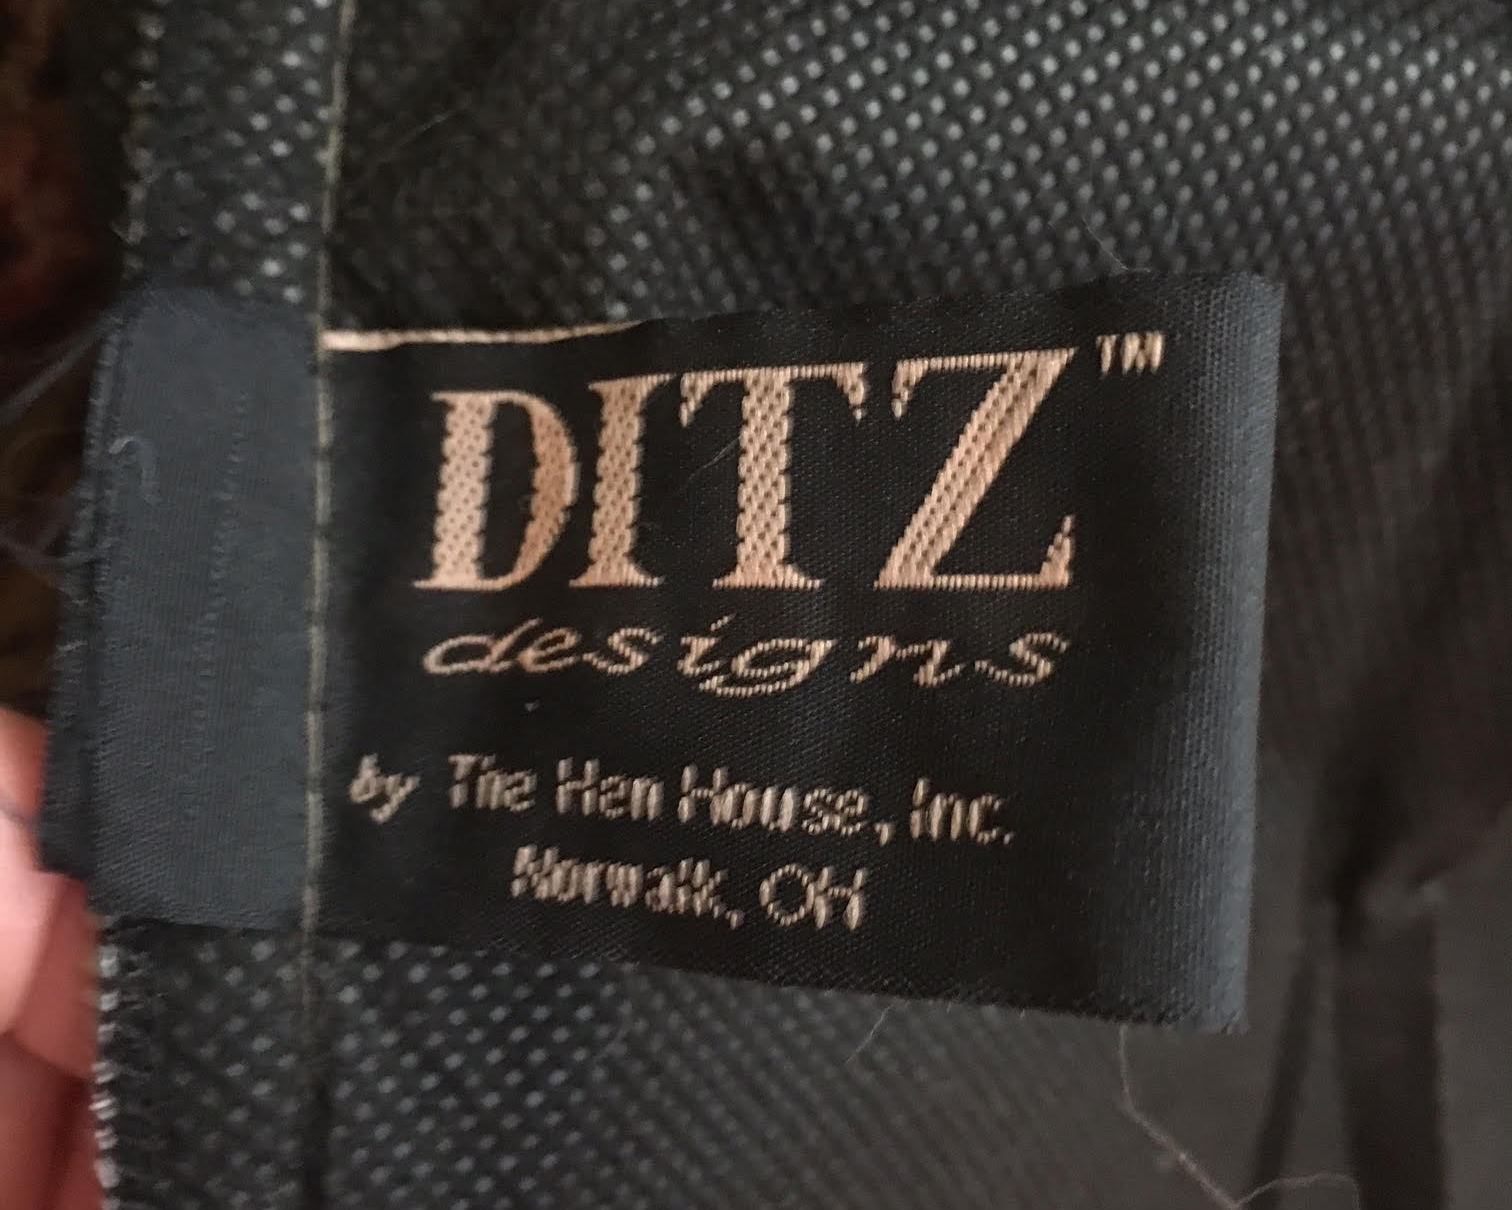 DITZ™
designs
by The Hen House, Inc.
Norwalk, OH